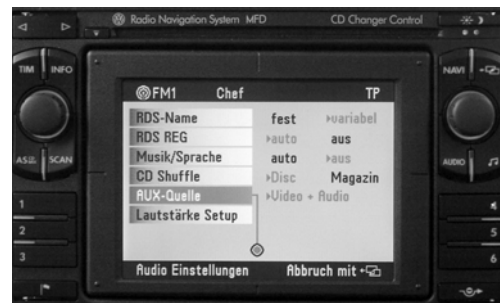 Radio Navigation System MFD CD Changer Control
TIM INFO NAVI
FM1 Chef TP
RDS-Name fest variabel
RDS REG auto aus
Musik/Sprache auto aus
CD Shuffle Disc Magazin
AUX-Quelle Video + Audio
Lautstärke Setup
AS SCAN AUDIO
1
2 5
3 6
Audio Einstellungen Abbruch mit